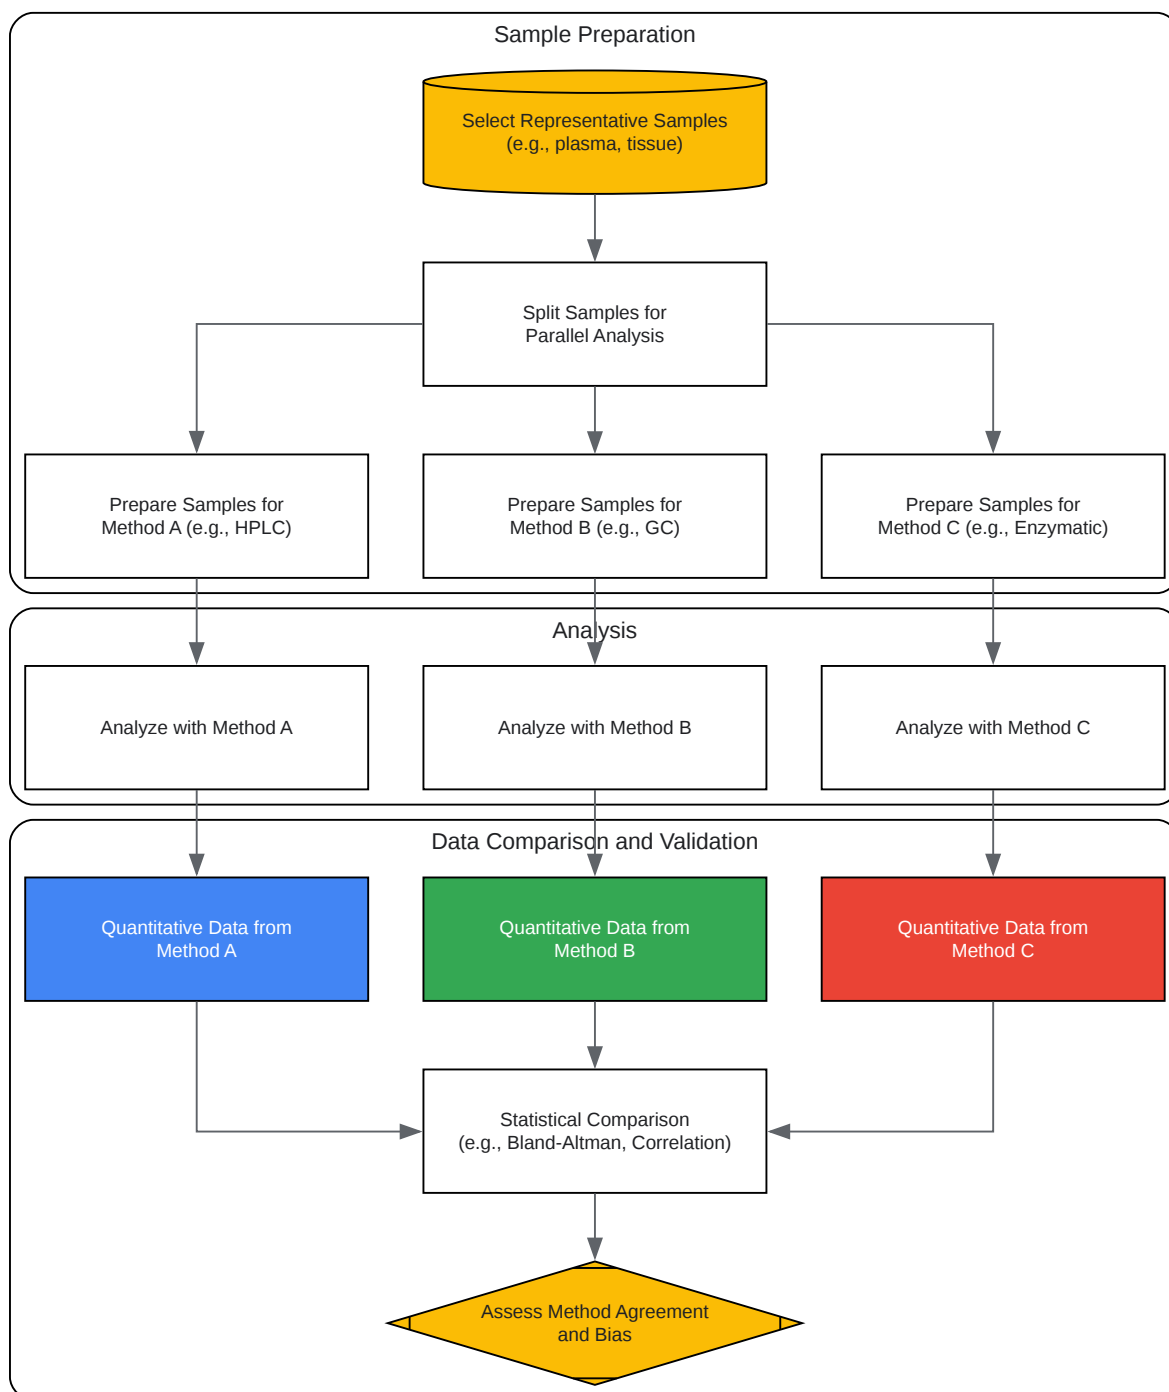 Sample Preparation
Select Representative Samples
(e.g., plasma, tissue)
Split Samples for
Parallel Analysis
Prepare Samples for
Method A (e.g., HPLC)
Prepare Samples for
Method B (e.g., GC)
Prepare Samples for
Method C (e.g., Enzymatic)
Analysis
Analyze with Method A
Analyze with Method B
Analyze with Method C
Data Comparison and Validation
Quantitative Data from
Method A
Quantitative Data from
Method B
Quantitative Data from
Method C
Statistical Comparison
(e.g., Bland-Altman, Correlation)
Assess Method Agreement
and Bias